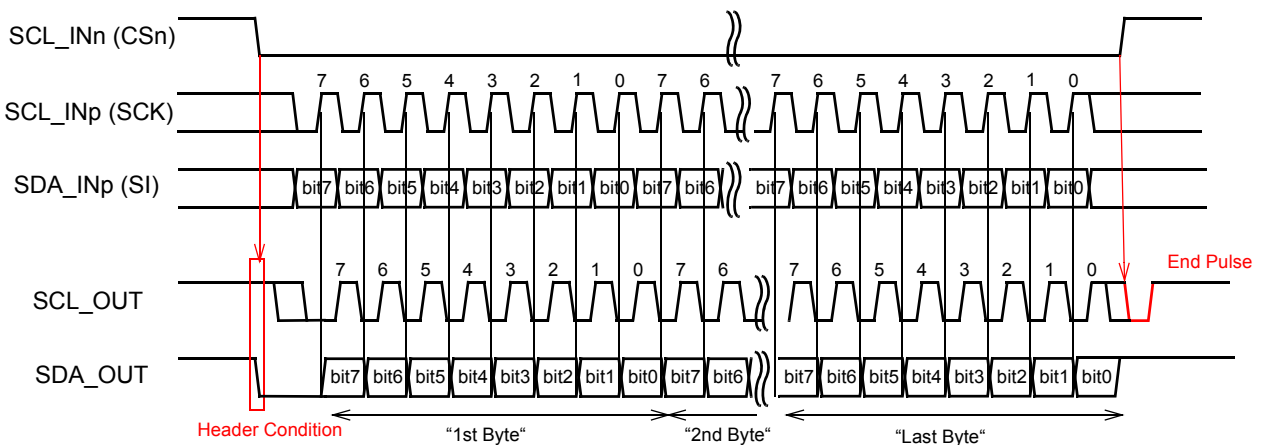 SCL_INn (CSn)
7 6 5 4 3 2 1 0 7 6 7 6 5 4 3 2 1 0
SCL_INp (SCK)
SDA_INp (SI)
bit7 bit6 bit5 bit4 bit3 bit2 bit1 bit0 bit7 bit6 bit7 bit6 bit5 bit4 bit3 bit2 bit1 bit0
End Pulse
7 6 5 4 3 2 1 0 7 6 7 6 5 4 3 2 1 0
SCL_OUT
SDA_OUT
bit7 bit6 bit5 bit4 bit3 bit2 bit1 bit0 bit7 bit6 bit7 bit6 bit5 bit4 bit3 bit2 bit1 bit0
Header Condition
“1st Byte“ “2nd Byte“ “Last Byte“